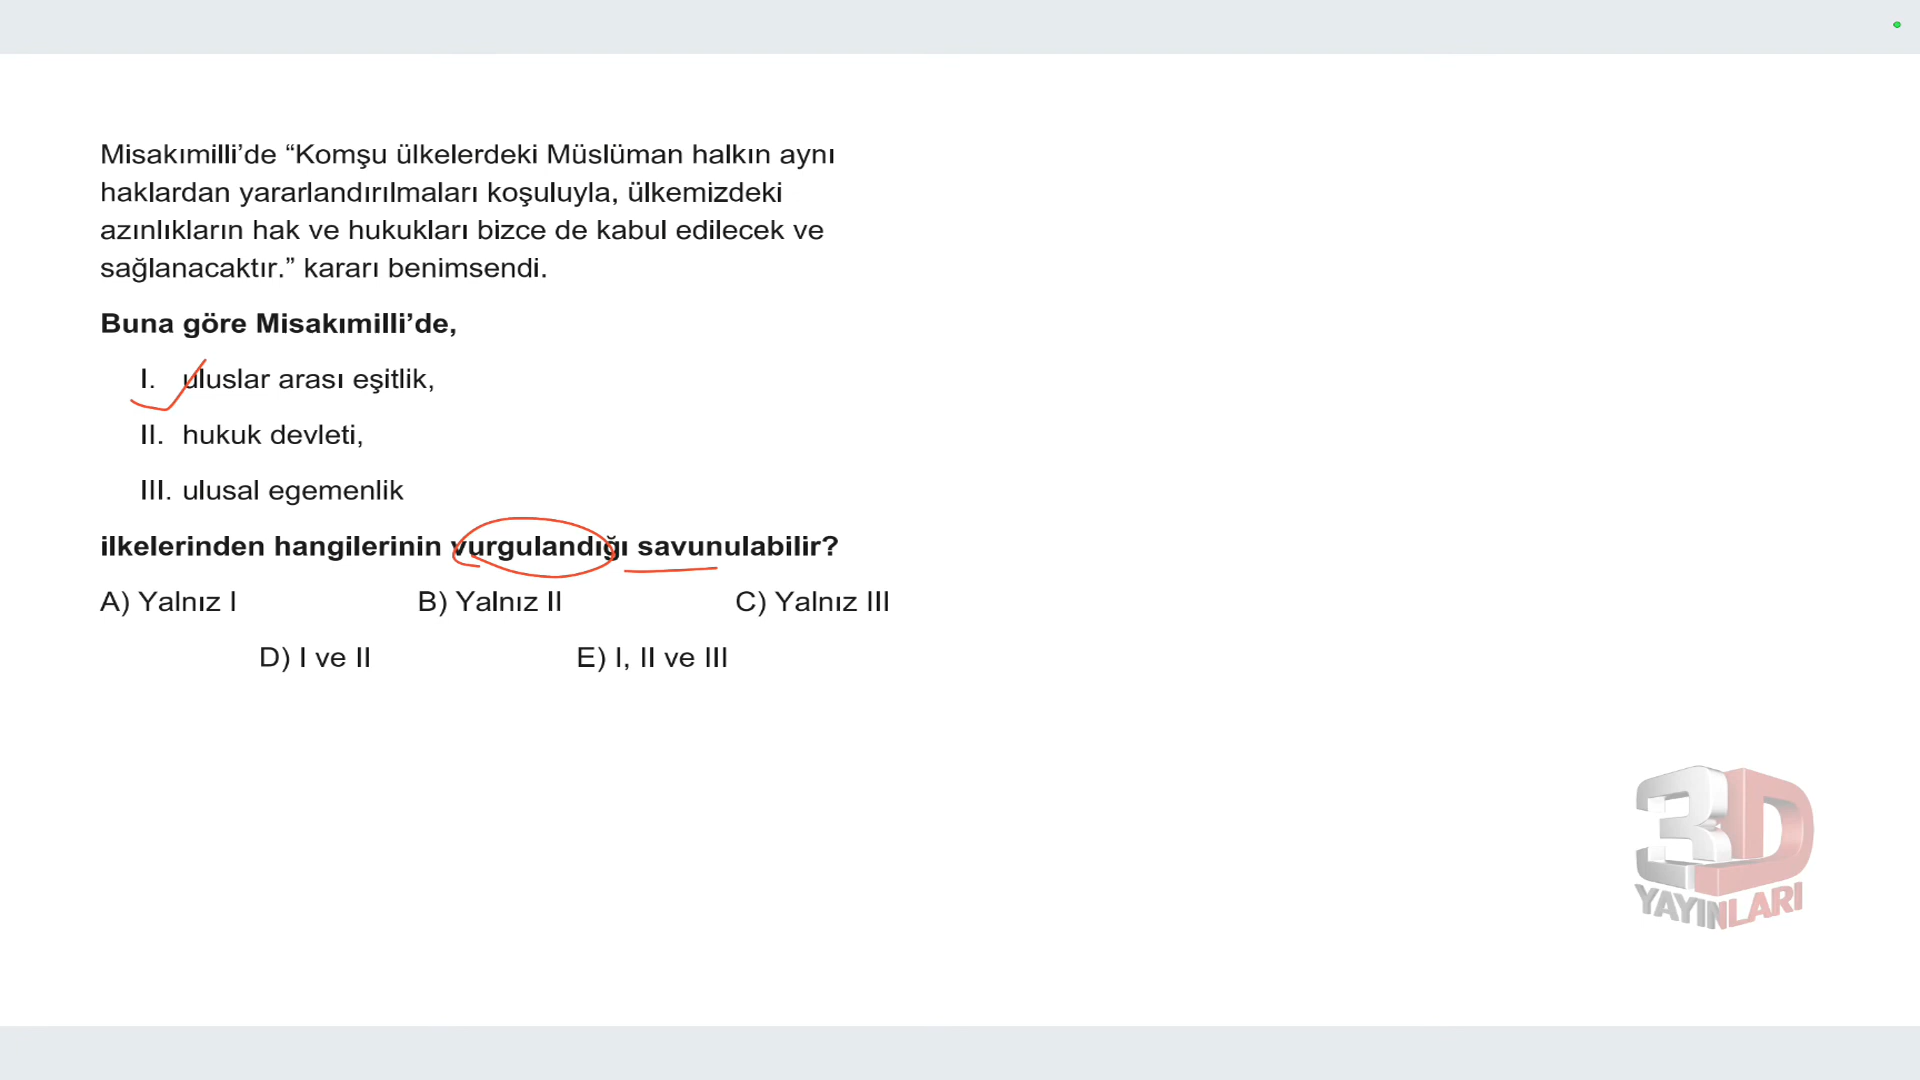 Misakımilli’de “Komşu ülkelerdeki Müslüman halkın aynı
haklardan yararlandırılmaları koşuluyla, ülkemizdeki
azınlıkların hak ve hukukları bizce de kabul edilecek ve
sağlanacaktır.” kararı benimsendi.
Buna göre Misakımilli’de,
I. uluslar arası eşitlik,
II. hukuk devleti,
III. ulusal egemenlik
ilkelerinden hangilerinin vurgulandığı savunulabilir?
A) Yalnız I B) Yalnız II C) Yalnız III
D) I ve II E) I, II ve III
3D
YAYINLARI